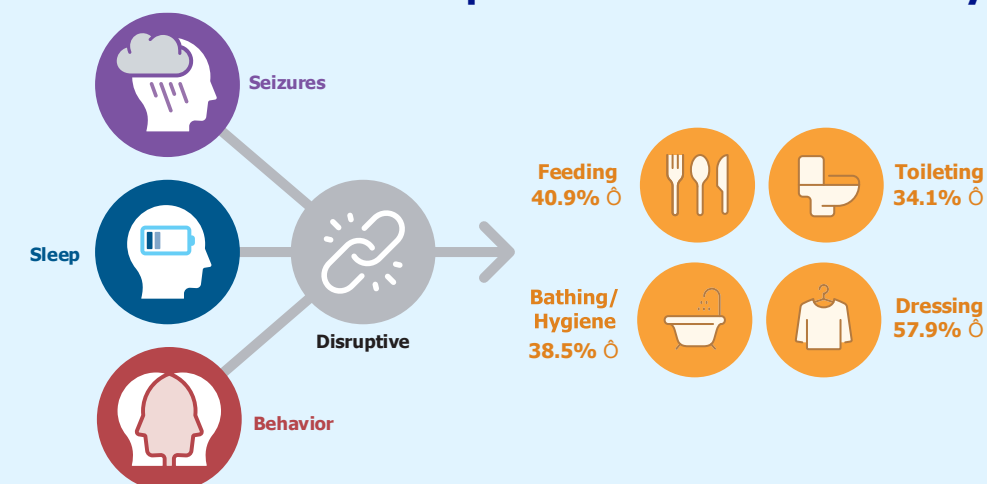 Seizures
Sleep
Behavior
Disruptive
Feeding
40.9% Ô
Toileting
34.1% Ô
Bathing/
Hygiene
38.5% Ô
Dressing
57.9% Ô